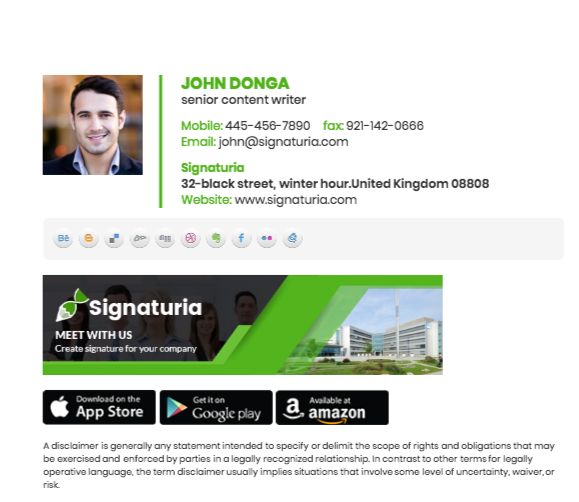 JOHN DONGA
senior content writer
Mobile: 445-456-7890 fax: 921-142-0666
Email: john@signaturia.com
Signaturia
32-black street, winter hour.United Kingdom 08808
Website: www.signaturia.com
Bē
Signaturia
MEET WITH US
Create signature for your company
Download on the
App Store
Get it on
Google play
Available at
amazon
A disclaimer is generally any statement intended to specify or delimit the scope of rights and obligations that may
be exercised and enforced by parties in a legally recognized relationship. In contrast to other terms for legally
operative language, the term disclaimer usually implies situations that involve some level of uncertainty, waiver, or
risk.